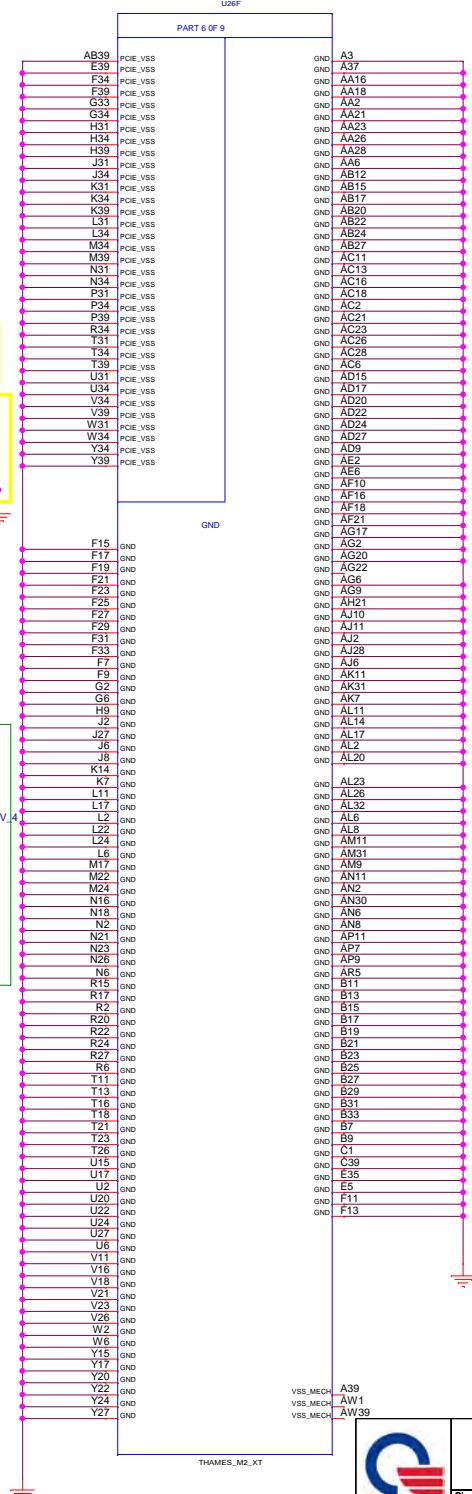 U26F
PART 6 0F 9
AB39 PCIE_VSS
E39 PCIE_VSS
F34 PCIE_VSS
F39 PCIE_VSS
G33 PCIE_VSS
G34 PCIE_VSS
H31 PCIE_VSS
H34 PCIE_VSS
H39 PCIE_VSS
J31 PCIE_VSS
J34 PCIE_VSS
K31 PCIE_VSS
K34 PCIE_VSS
K39 PCIE_VSS
L31 PCIE_VSS
L34 PCIE_VSS
M34 PCIE_VSS
M39 PCIE_VSS
N31 PCIE_VSS
N34 PCIE_VSS
P31 PCIE_VSS
P34 PCIE_VSS
P39 PCIE_VSS
R34 PCIE_VSS
T31 PCIE_VSS
T34 PCIE_VSS
T39 PCIE_VSS
U31 PCIE_VSS
U34 PCIE_VSS
V34 PCIE_VSS
V39 PCIE_VSS
W31 PCIE_VSS
W34 PCIE_VSS
Y34 PCIE_VSS
Y39 PCIE_VSS
GND
F15 GND
F17 GND
F19 GND
F21 GND
F23 GND
F25 GND
F27 GND
F29 GND
F31 GND
F33 GND
F7 GND
F9 GND
G2 GND
G6 GND
H9 GND
J2 GND
J27 GND
J6 GND
J8 GND
K14 GND
K7 GND
L11 GND
L17 GND
L2 GND
L22 GND
L24 GND
L6 GND
M17 GND
M22 GND
M24 GND
N16 GND
N18 GND
N2 GND
N21 GND
N23 GND
N26 GND
N6 GND
R15 GND
R17 GND
R2 GND
R20 GND
R22 GND
R24 GND
R27 GND
R6 GND
T11 GND
T13 GND
T16 GND
T18 GND
T21 GND
T23 GND
T26 GND
U15 GND
U17 GND
U2 GND
U20 GND
U22 GND
U24 GND
U27 GND
U6 GND
V11 GND
V16 GND
V18 GND
V21 GND
V23 GND
V26 GND
W2 GND
W6 GND
Y15 GND
Y17 GND
Y20 GND
Y22 GND
Y24 GND
Y27 GND
GND A3
GND A37
GND AA16
GND AA18
GND AA2
GND AA21
GND AA23
GND AA26
GND AA28
GND AA6
GND AB12
GND AB15
GND AB17
GND AB20
GND AB22
GND AB24
GND AB27
GND AC11
GND AC13
GND AC16
GND AC18
GND AC2
GND AC21
GND AC23
GND AC26
GND AC28
GND AC6
GND AD15
GND AD17
GND AD20
GND AD22
GND AD24
GND AD27
GND AD9
GND AE2
GND AE6
GND AF10
GND AF16
GND AF18
GND AF21
GND AG17
GND AG2
GND AG20
GND AG22
GND AG6
GND AG9
GND AH21
GND AJ10
GND AJ11
GND AJ2
GND AJ28
GND AJ6
GND AK11
GND AK31
GND AK7
GND AL11
GND AL14
GND AL17
GND AL2
GND AL20
GND AL23
GND AL26
GND AL32
GND AL6
GND AL8
GND AM11
GND AM31
GND AM9
GND AN11
GND AN2
GND AN30
GND AN6
GND AN8
GND AP11
GND AP7
GND AP9
GND AR5
GND B11
GND B13
GND B15
GND B17
GND B19
GND B21
GND B23
GND B25
GND B27
GND B29
GND B31
GND B33
GND B7
GND B9
GND C1
GND C39
GND E35
GND E5
GND F11
GND F13
VSS_MECH A39
VSS_MECH AW1
VSS_MECH AW39
THAMES_M2_XT
V_4